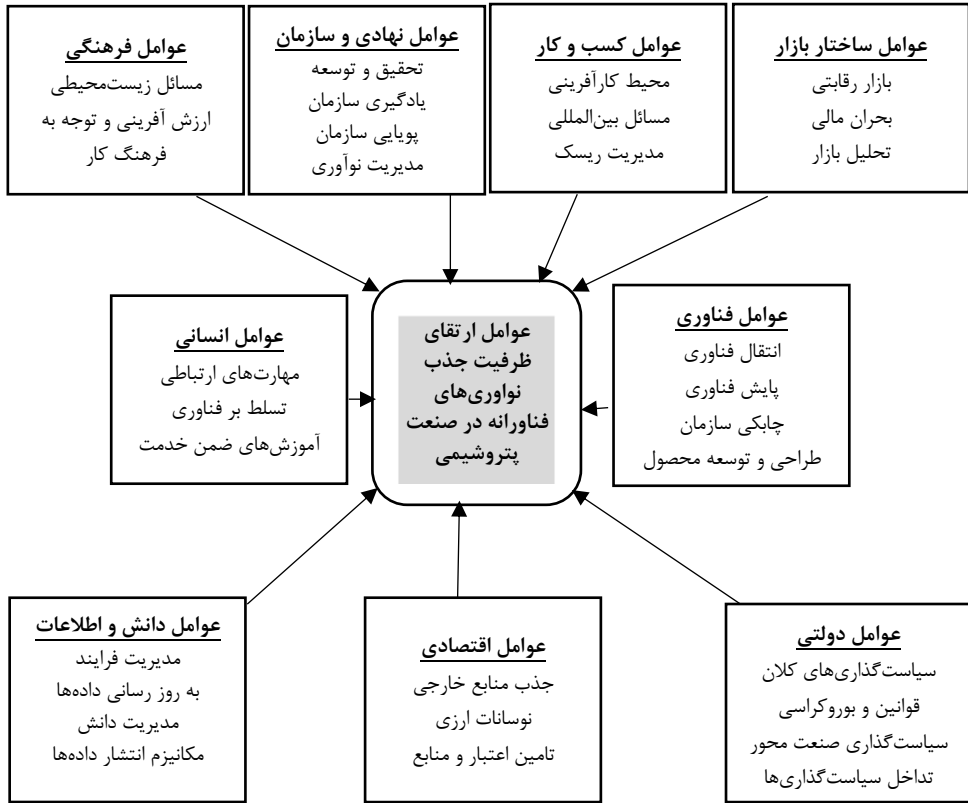 عوامل ساختار بازار
بازار رقابتی
بحران مالی
تحلیل بازار
عوامل کسب و کار
محیط کارآفرینی
مسائل بین‌المللی
مدیریت ریسک
عوامل نهادی و سازمان
تحقیق و توسعه
یادگیری سازمان
پویایی سازمان
مدیریت نوآوری
عوامل فرهنگی
مسائل زیست‌محیطی
ارزش آفرینی و توجه به
فرهنگ کار
عوامل فناوری
انتقال فناوری
پایش فناوری
چابکی سازمان
طراحی و توسعه محصول
عوامل ارتقای
ظرفیت جذب
نواوری‌های
فناورانه در صنعت
پتروشیمی
عوامل انسانی
مهارت‌های ارتباطی
تسلط بر فناوری
آموزش‌های ضمن خدمت
عوامل دولتی
سیاست‌گذاری‌های کلان
قوانین و بوروکراسی
سیاست‌گذاری صنعت محور
تداخل سیاست‌گذاری‌ها
عوامل اقتصادی
جذب منابع خارجی
نوسانات ارزی
تامین اعتبار و منابع
عوامل دانش و اطلاعات
مدیریت فرایند
به روز رسانی داده‌ها
مدیریت دانش
مکانیزم انتشار داده‌ها